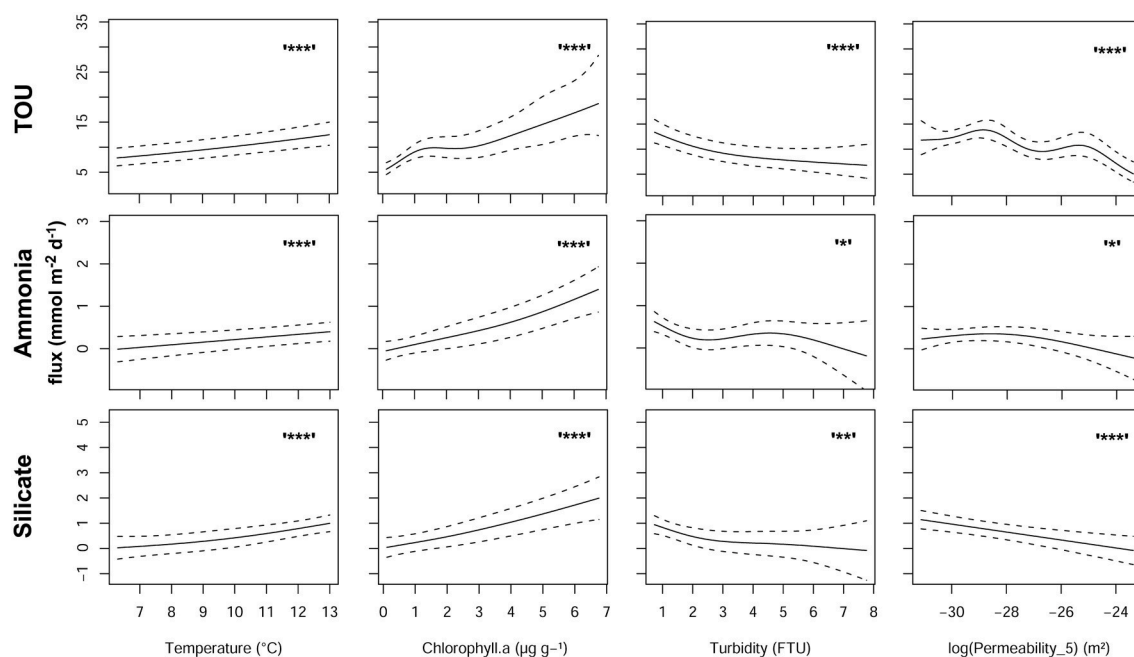 TOU
35
25
15
5
'***'
'***'
'***'
'***'
Ammonia
flux (mmol m⁻² d⁻¹)
3
2
1
0
'***'
'***'
'*'
'*'
Silicate
5
4
3
2
1
0
−1
'***'
'***'
'**'
'***'
7 8 9 10 11 12 13
0 1 2 3 4 5 6 7
1 2 3 4 5 6 7 8
−30 −28 −26 −24
Temperature (°C)
Chlorophyll.a (µg g−¹)
Turbidity (FTU)
log(Permeability_5) (m²)